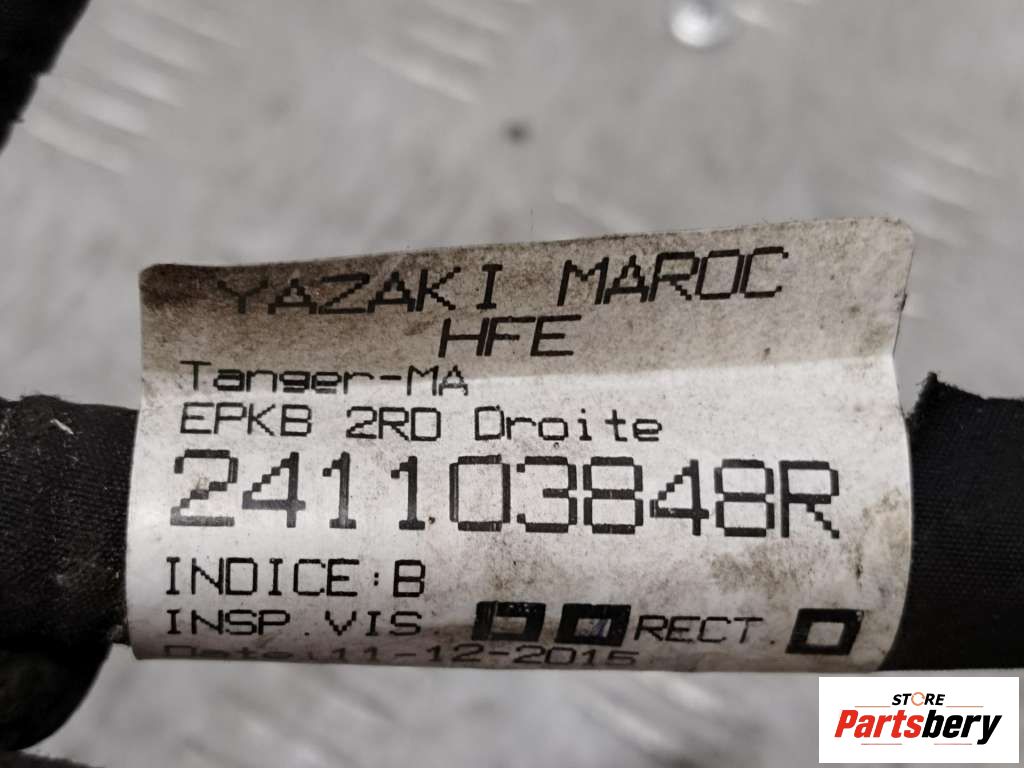 YAZAKI MAROC
HFE
Tanger-MA
EPKB 2RD Droite
241103848R
INDICE:B
INSP.VIS. RECT.
Date:11-12-2015
STORE
Partsbery